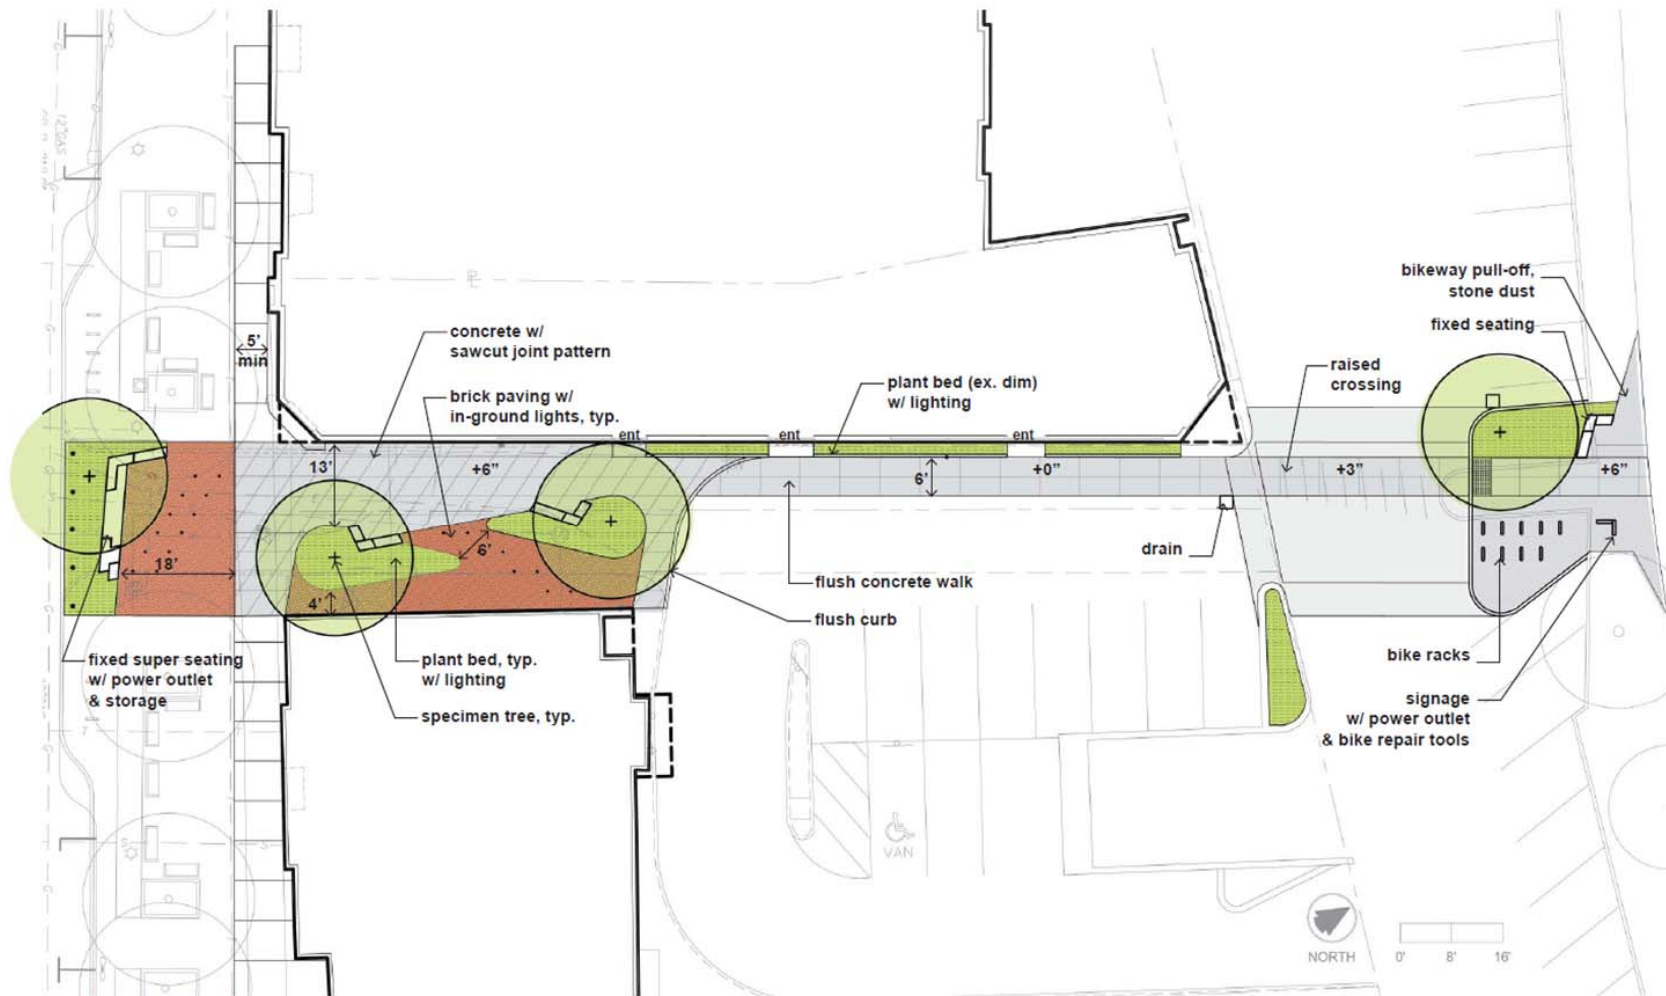 bikeway pull-off,
stone dust
fixed seating
concrete w/
sawcut joint pattern
5'
min
raised
crossing
plant bed (ex. dim)
w/ lighting
brick paving w/
in-ground lights, typ.
ent
ent
ent
13'
+6"
6'
+0"
+3"
+6"
6'
drain
18'
flush concrete walk
4'
flush curb
fixed super seating
w/ power outlet
& storage
plant bed, typ.
w/ lighting
bike racks
specimen tree, typ.
signage
w/ power outlet
& bike repair tools
VAN
NORTH
0' 8' 16'